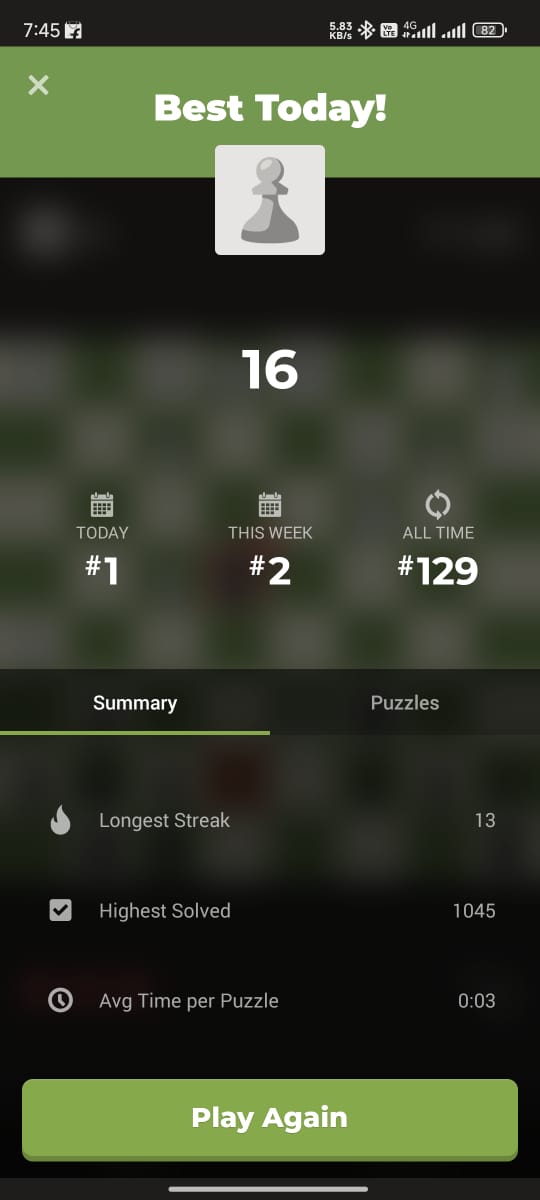 7:45
5.83 KB/s
Vo LTE
4G
82
Best Today!
16
TODAY
#1
THIS WEEK
#2
ALL TIME
#129
Summary
Puzzles
Longest Streak 13
Highest Solved 1045
Avg Time per Puzzle 0:03
Play Again